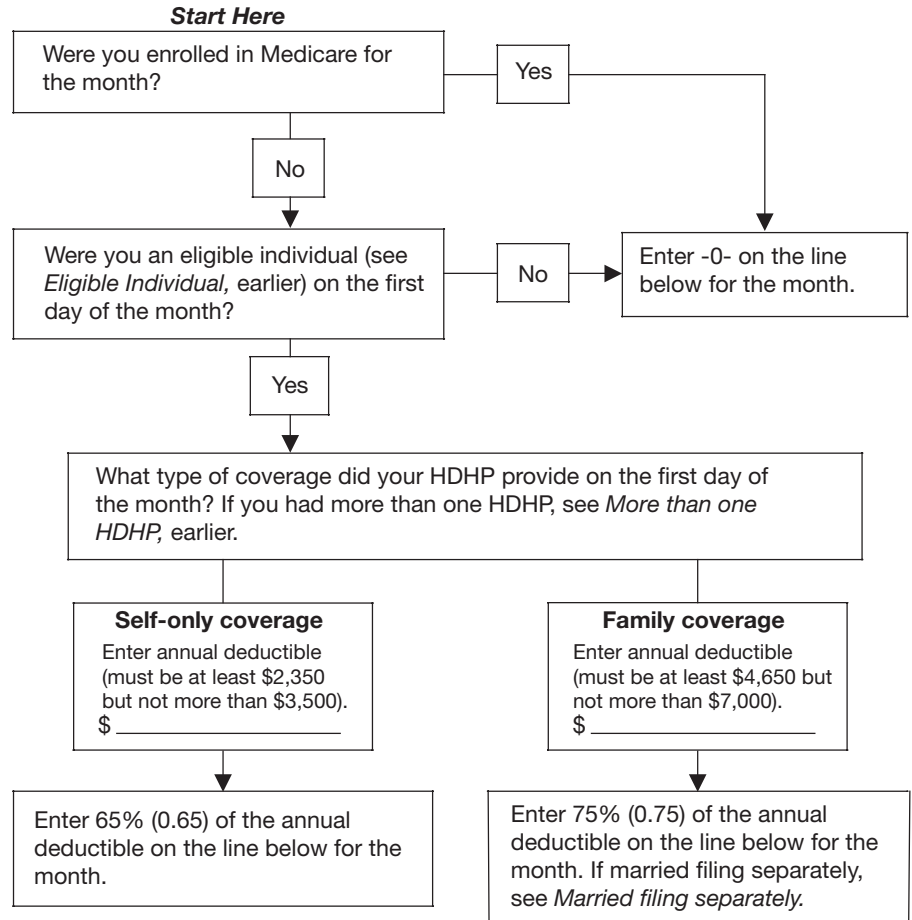 Start Here
Were you enrolled in Medicare for
the month?
Yes
No
Were you an eligible individual (see
Eligible Individual, earlier) on the first
day of the month?
No
Enter -0- on the line
below for the month.
Yes
What type of coverage did your HDHP provide on the first day of
the month? If you had more than one HDHP, see More than one
HDHP, earlier.
Self-only coverage
Enter annual deductible
(must be at least $2,350
but not more than $3,500).
$
Family coverage
Enter annual deductible
(must be at least $4,650 but
not more than $7,000).
$
Enter 65% (0.65) of the annual
deductible on the line below for the
month.
Enter 75% (0.75) of the annual
deductible on the line below for the
month. If married filing separately,
see Married filing separately.